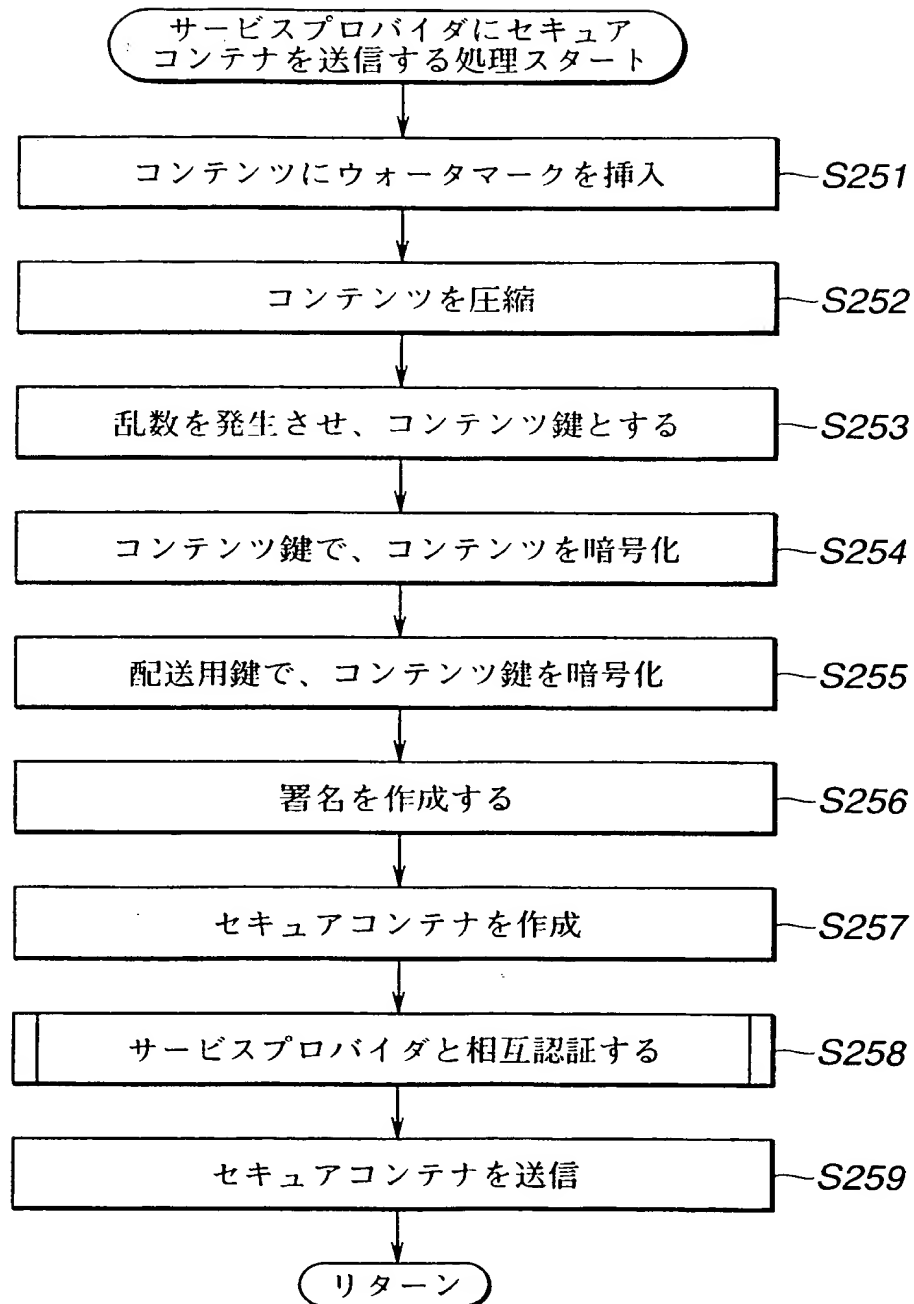 サービスプロバイダにセキュア
コンテナを送信する処理スタート
コンテンツにウォータマークを挿入
S251
コンテンツを圧縮
S252
乱数を発生させ、コンテンツ鍵とする
S253
コンテンツ鍵で、コンテンツを暗号化
S254
配送用鍵で、コンテンツ鍵を暗号化
S255
署名を作成する
S256
セキュアコンテナを作成
S257
サービスプロバイダと相互認証する
S258
セキュアコンテナを送信
S259
リターン